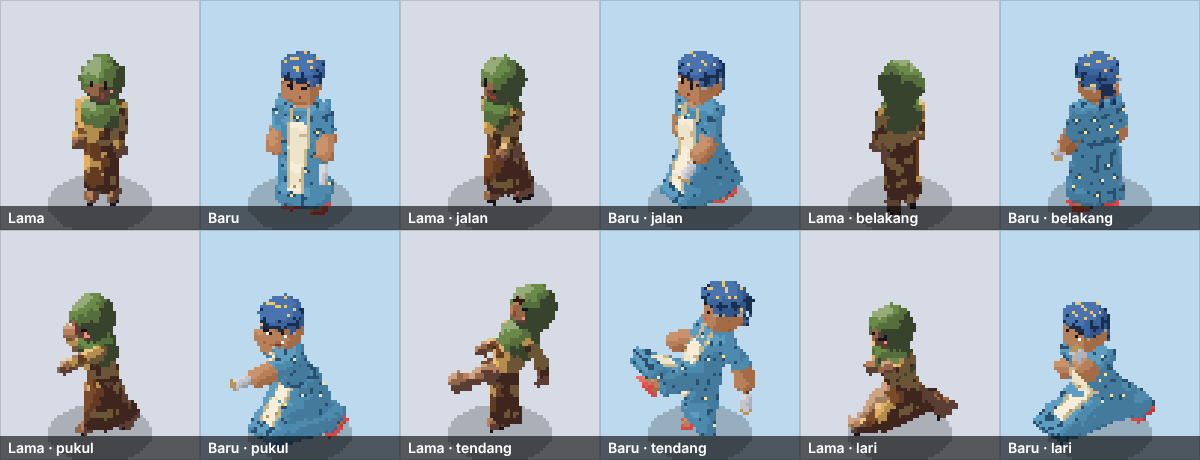 Lama
Baru
Lama · jalan
Baru · jalan
Lama · belakang
Baru · belakang
Lama · pukul
Baru · pukul
Lama · tendang
Baru · tendang
Lama · lari
Baru · lari